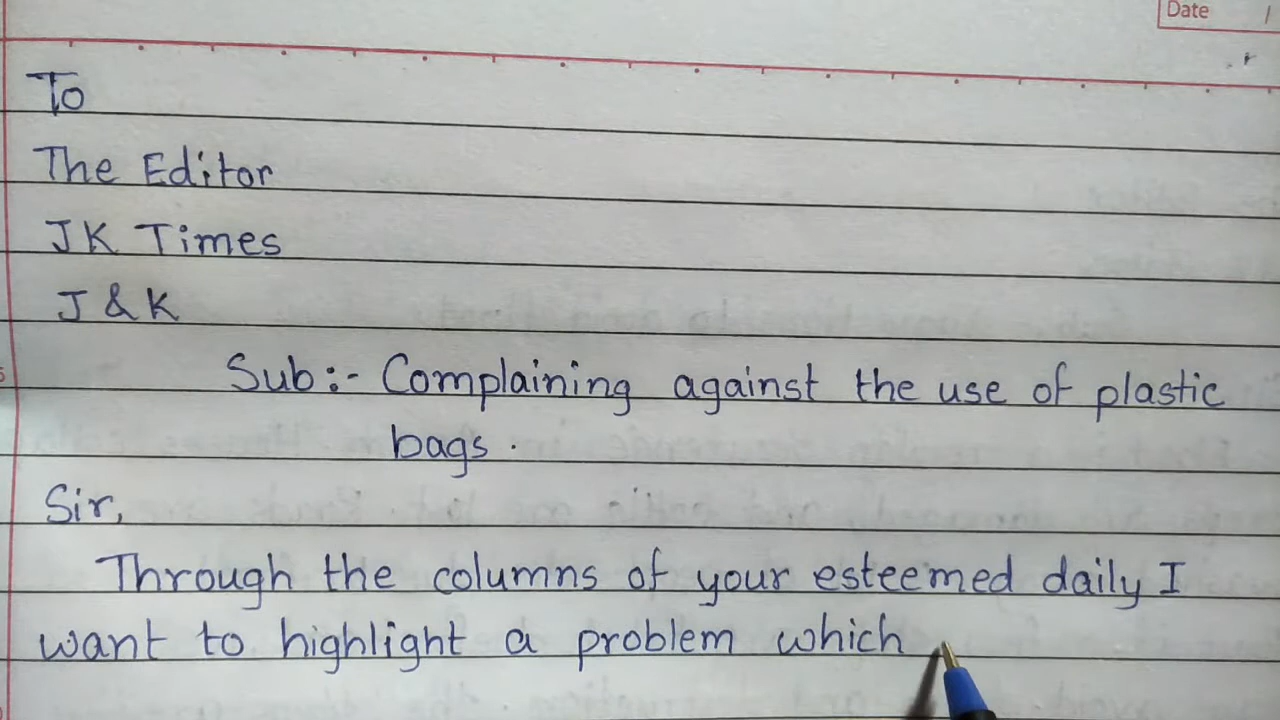 Date
To
The Editor
JK Times
J & K
Sub:- Complaining against the use of plastic
bags.
Sir,
Through the columns of your esteemed daily I
want to highlight a problem which